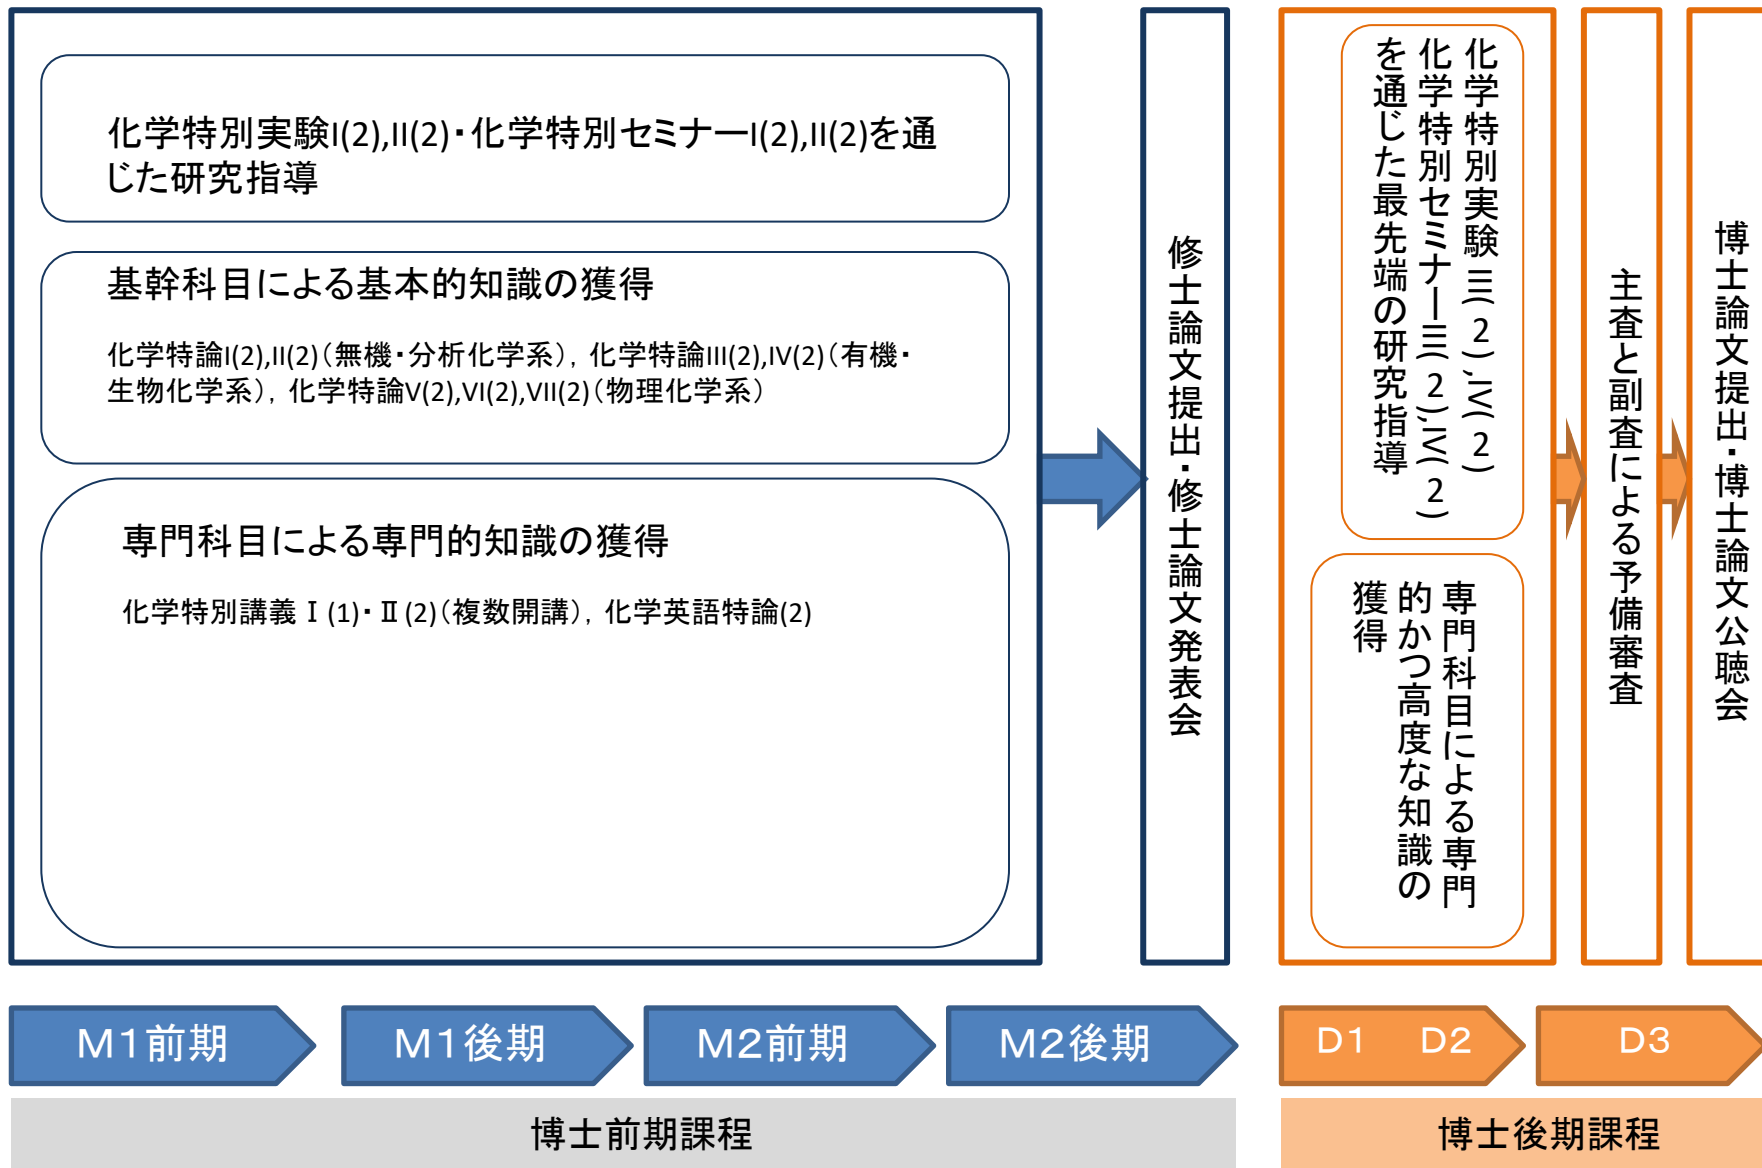 化学特別実験I(2),II(2)・化学特別セミナーI(2),II(2)を通
じた研究指導
基幹科目による基本的知識の獲得
化学特論I(2),II(2)(無機・分析化学系), 化学特論III(2),IV(2)(有機・
生物化学系), 化学特論V(2),VI(2),VII(2)(物理化学系)
専門科目による専門的知識の獲得
化学特別講義Ⅰ(1)・Ⅱ(2)(複数開講), 化学英語特論(2)
修士論文提出・修士論文発表会
化学特別実験III(2),IV(2)
化学特別セミナーIII(2),IV(2)
を通じた最先端の研究指導
専門科目による専門
的かつ高度な知識の
獲得
主査と副査による予備審査
博士論文提出・博士論文公聴会
M1前期
M1後期
M2前期
M2後期
D1 D2
D3
博士前期課程
博士後期課程